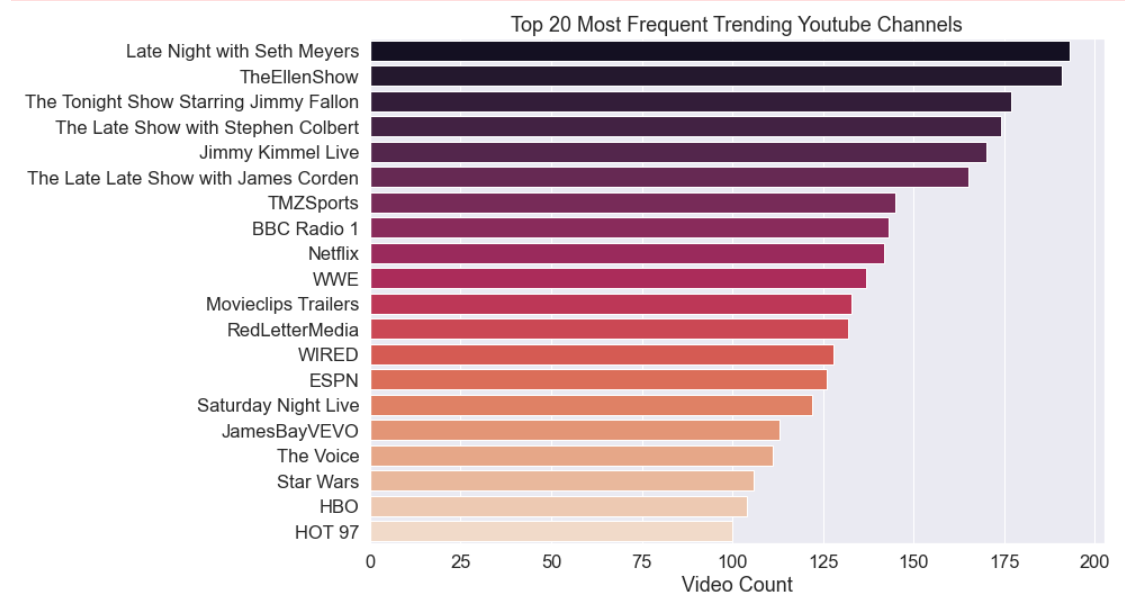 Top 20 Most Frequent Trending Youtube Channels
Late Night with Seth Meyers
TheEllenShow
The Tonight Show Starring Jimmy Fallon
The Late Show with Stephen Colbert
Jimmy Kimmel Live
The Late Late Show with James Corden
TMZSports
BBC Radio 1
Netflix
WWE
Movieclips Trailers
RedLetterMedia
WIRED
ESPN
Saturday Night Live
JamesBayVEVO
The Voice
Star Wars
HBO
HOT 97
0 25 50 75 100 125 150 175 200
Video Count